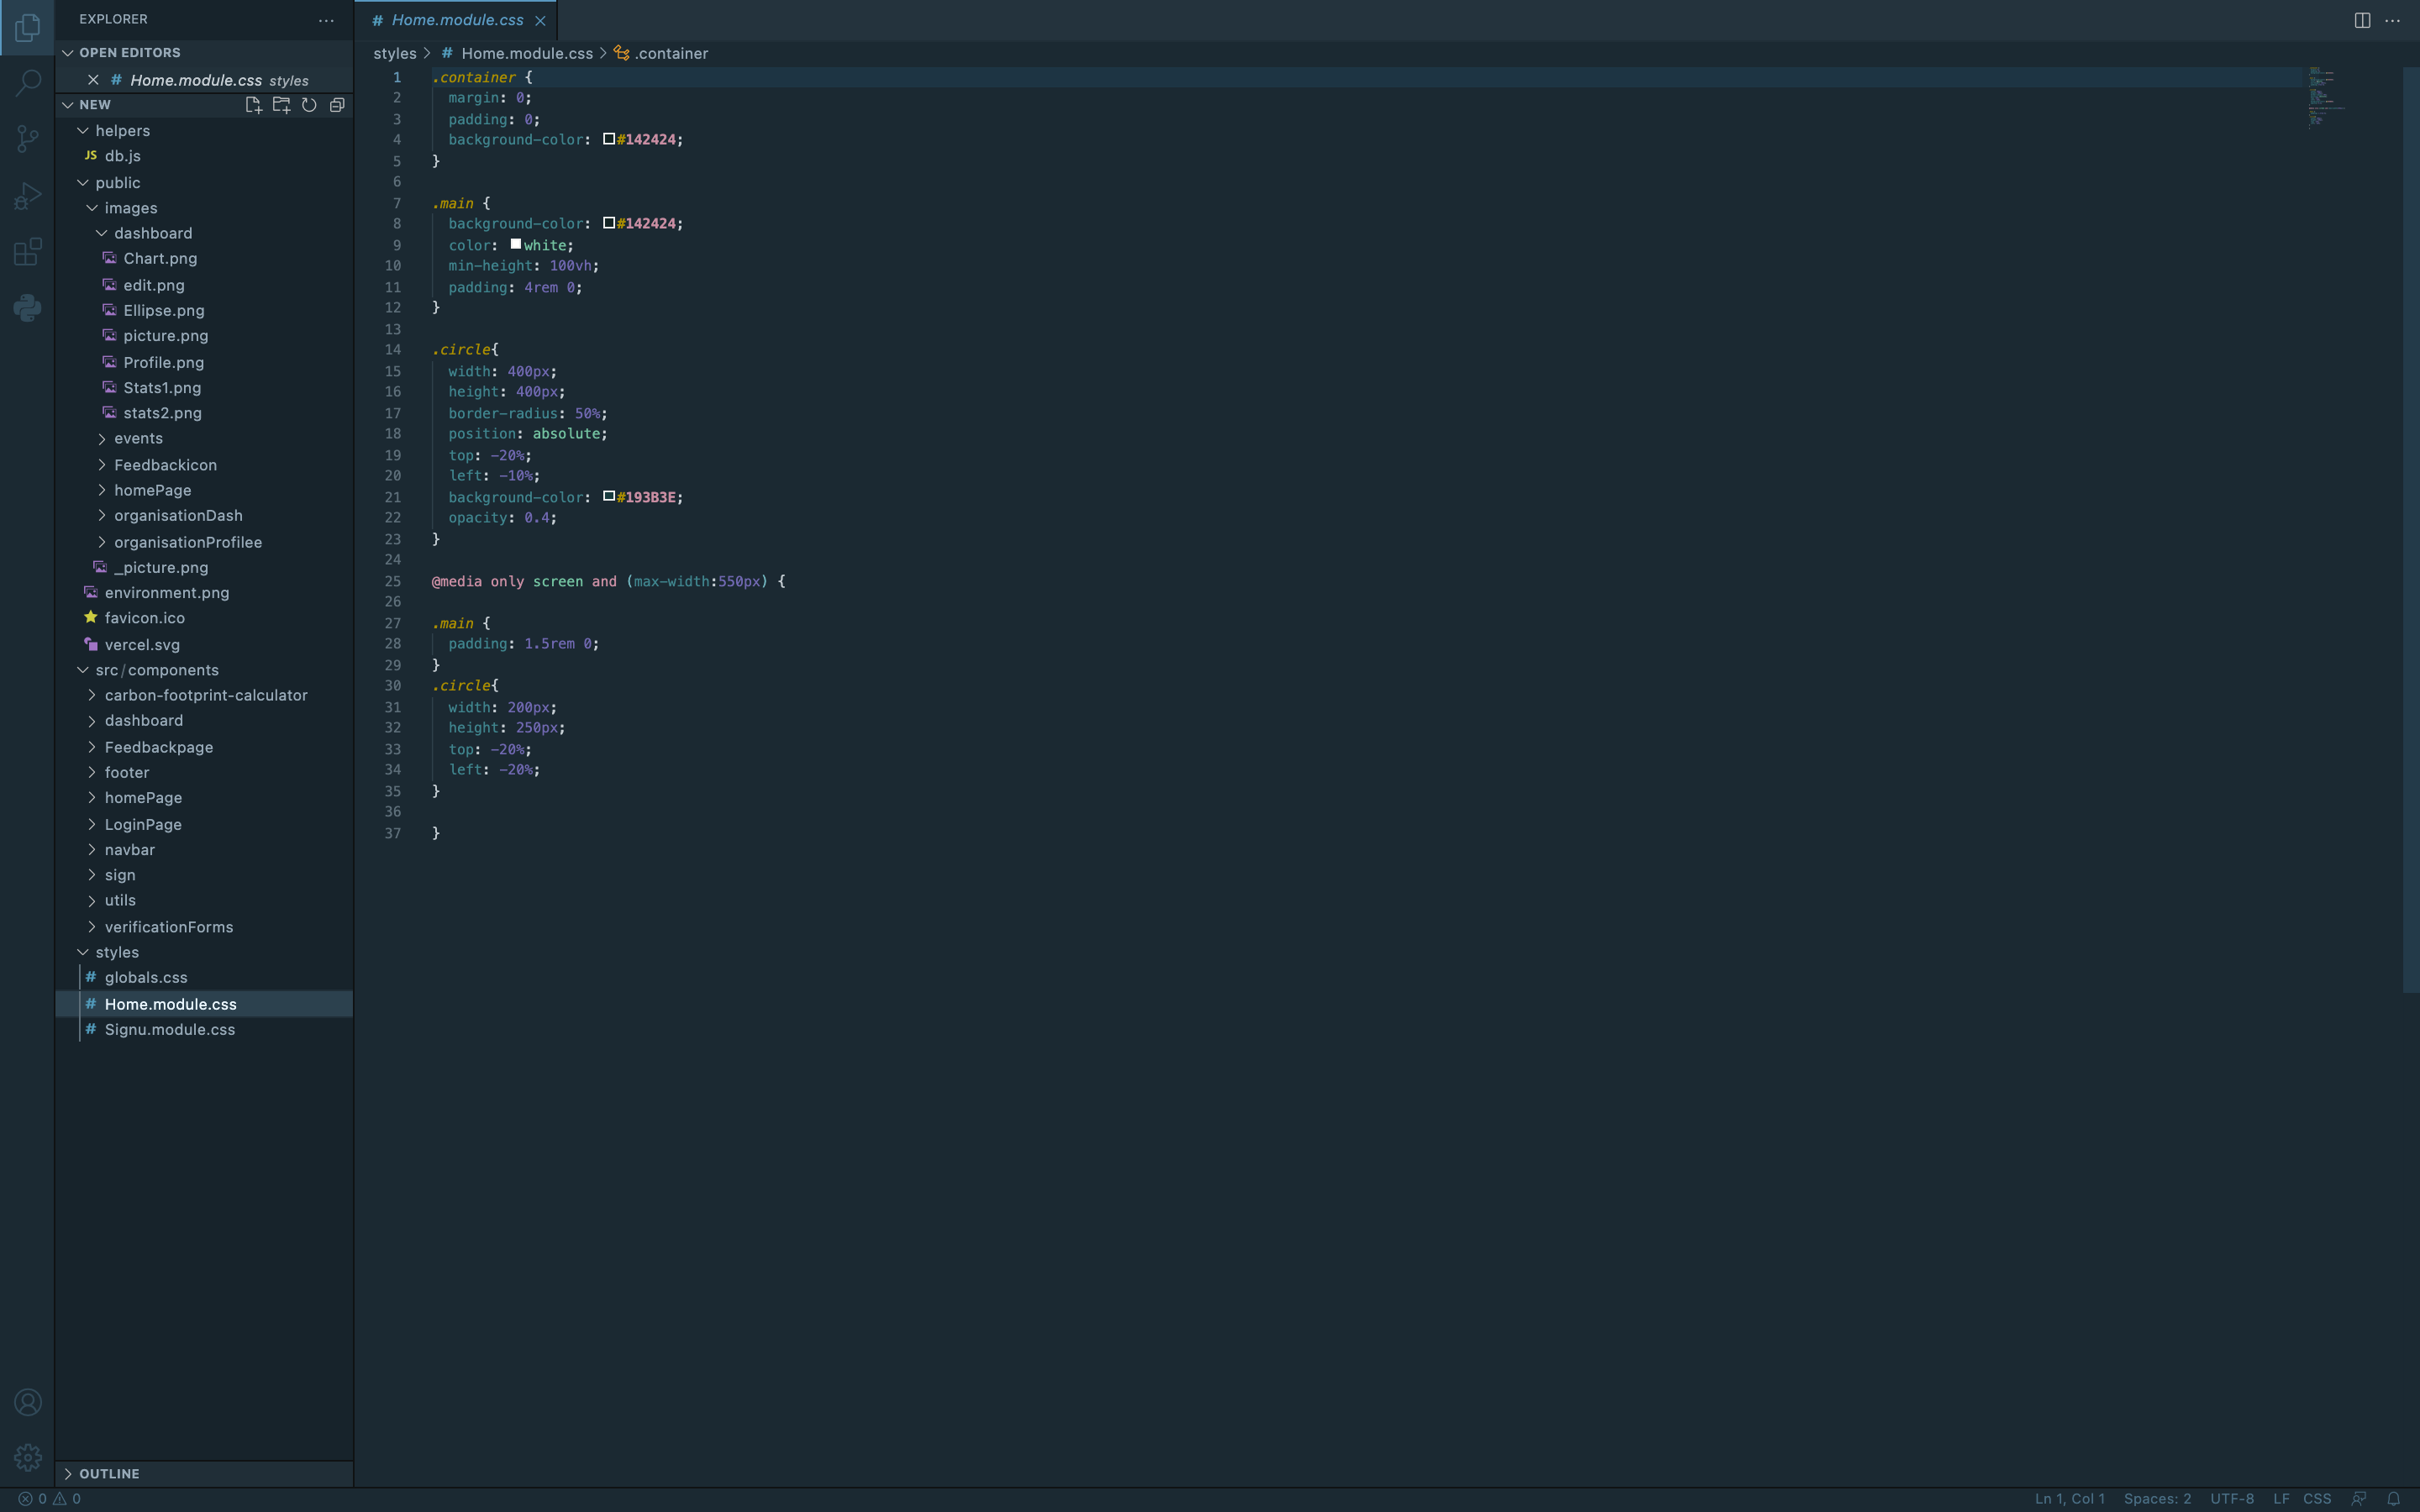 EXPLORER
OPEN EDITORS
# Home.module.css styles
NEW
helpers
JS db.js
public
images
dashboard
Chart.png
edit.png
Ellipse.png
picture.png
Profile.png
Stats1.png
stats2.png
events
Feedbackicon
homePage
organisationDash
organisationProfilee
_picture.png
environment.png
favicon.ico
vercel.svg
src/components
carbon-footprint-calculator
dashboard
Feedbackpage
footer
homePage
LoginPage
navbar
sign
utils
verificationForms
styles
# globals.css
# Home.module.css
# Signu.module.css
OUTLINE
# Home.module.css
styles > # Home.module.css > .container
1 .container {
2 margin: 0;
3 padding: 0;
4 background-color: #142424;
5 }
6
7 .main {
8 background-color: #142424;
9 color: white;
10 min-height: 100vh;
11 padding: 4rem 0;
12 }
13
14 .circle{
15 width: 400px;
16 height: 400px;
17 border-radius: 50%;
18 position: absolute;
19 top: -20%;
20 left: -10%;
21 background-color: #193B3E;
22 opacity: 0.4;
23 }
24
25 @media only screen and (max-width:550px) {
26
27 .main {
28 padding: 1.5rem 0;
29 }
30 .circle{
31 width: 200px;
32 height: 250px;
33 top: -20%;
34 left: -20%;
35 }
36
37 }
0 0
Ln 1, Col 1 Spaces: 2 UTF-8 LF CSS